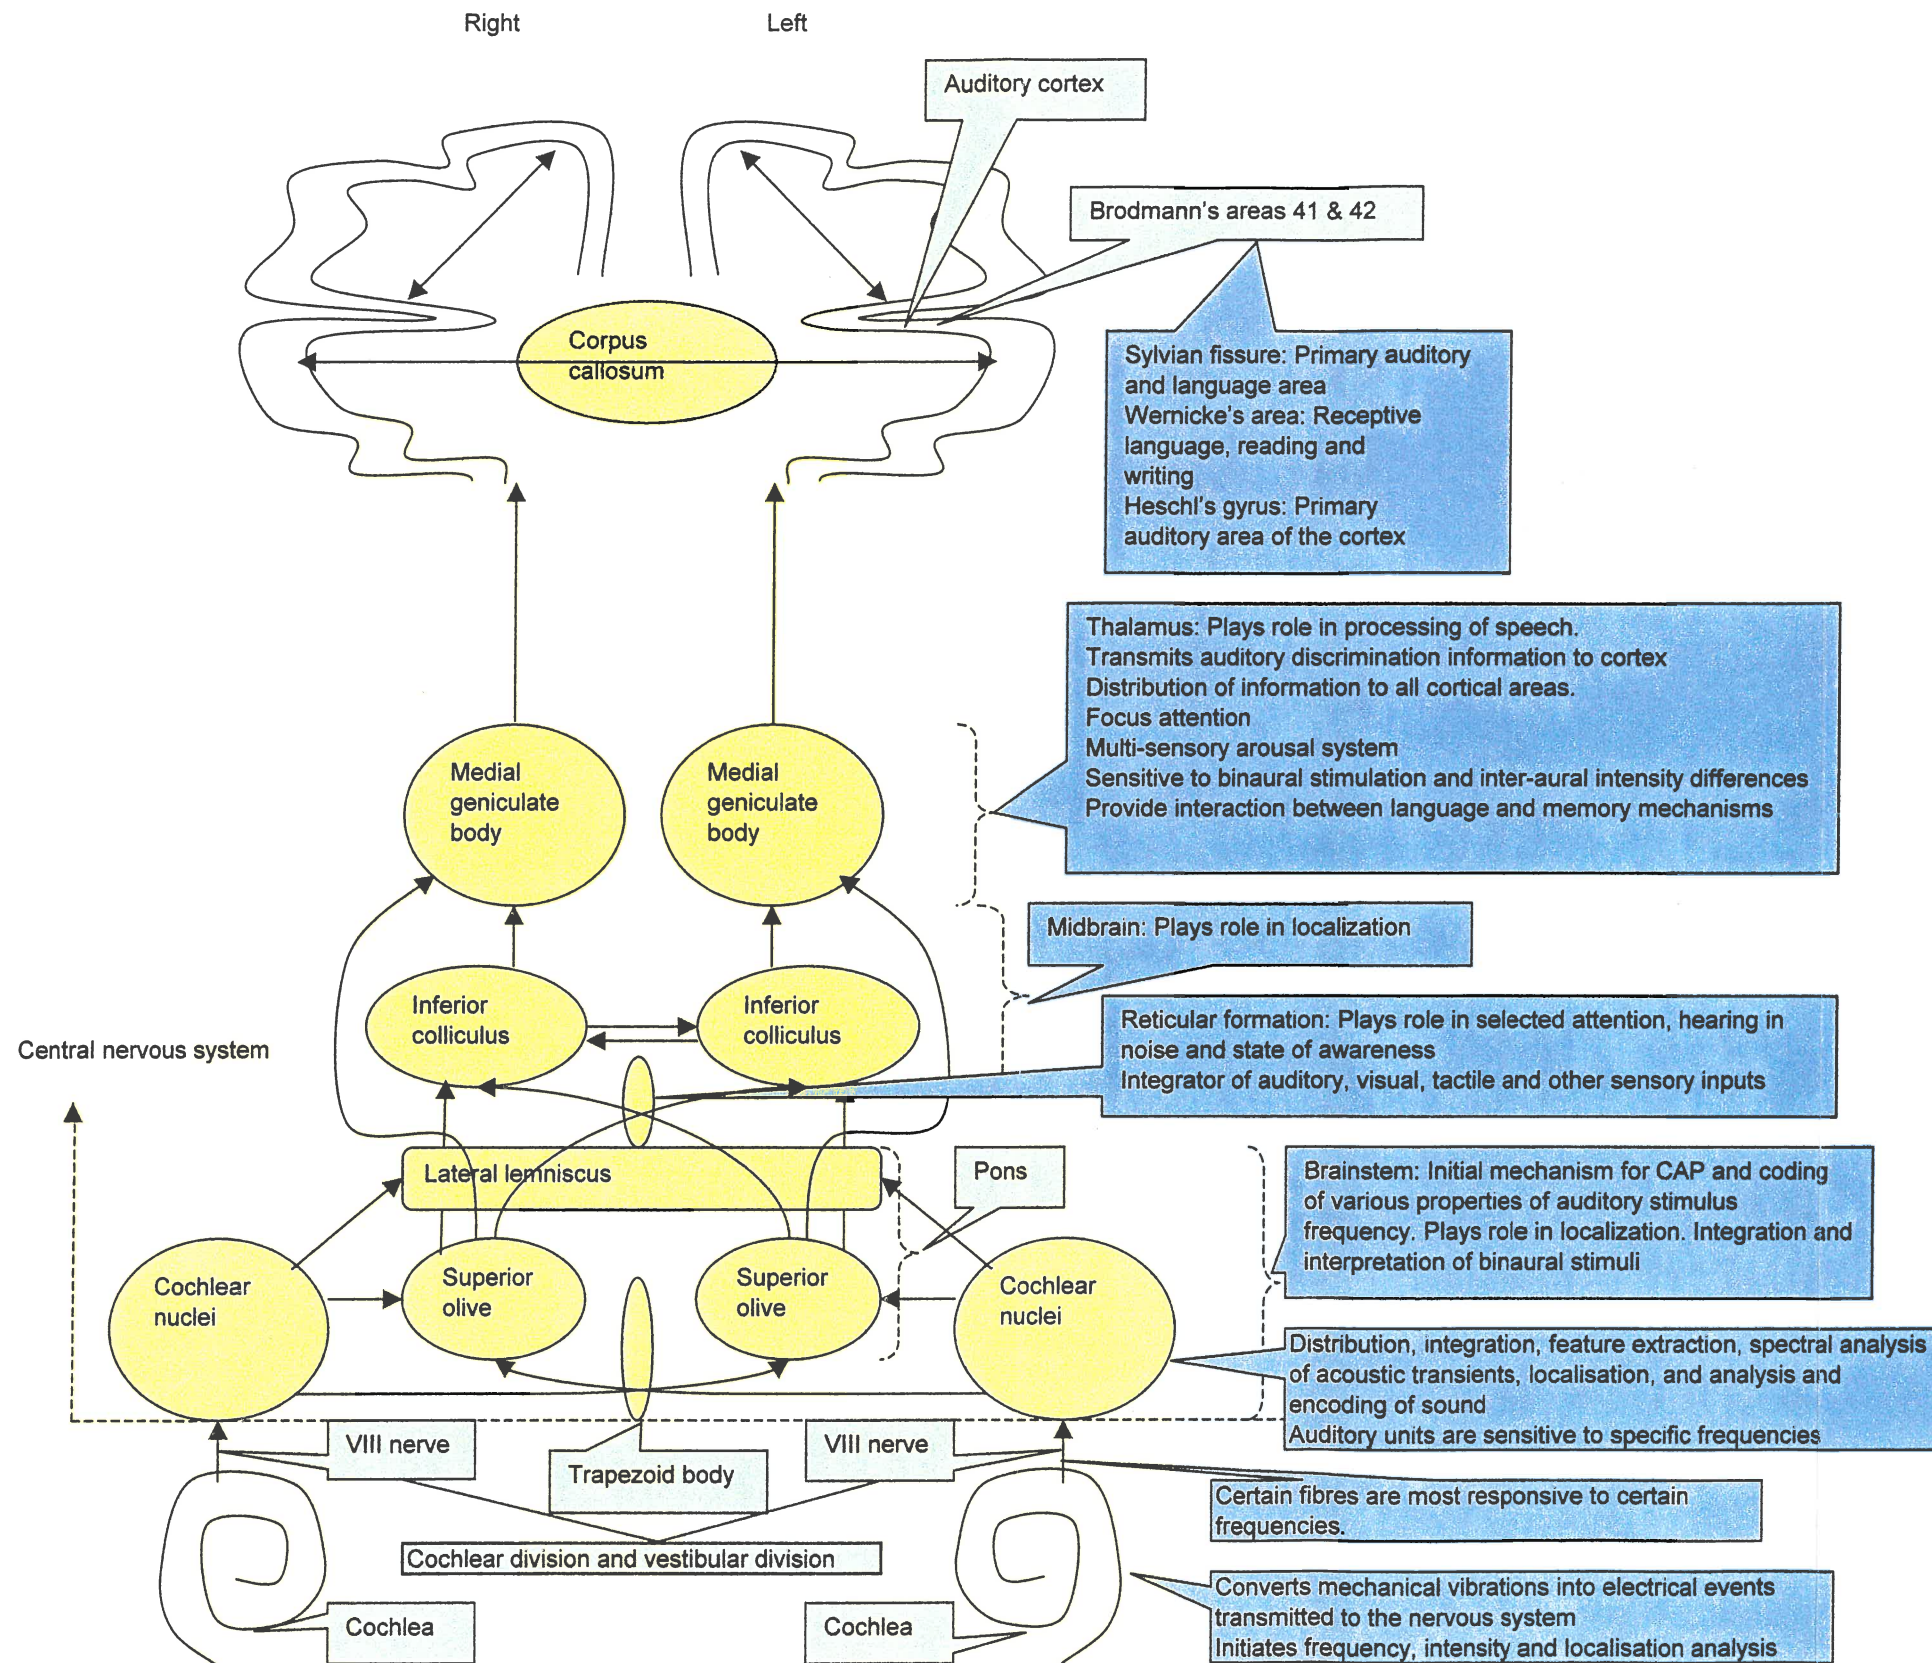 Right
Left
Auditory cortex
Brodmann's areas 41 & 42
Corpus
callosum
Sylvian fissure: Primary auditory
and language area
Wernicke's area: Receptive
language, reading and
writing
Heschl's gyrus: Primary
auditory area of the cortex
Thalamus: Plays role in processing of speech.
Transmits auditory discrimination information to cortex
Distribution of information to all cortical areas.
Focus attention
Multi-sensory arousal system
Sensitive to binaural stimulation and inter-aural intensity differences
Provide interaction between language and memory mechanisms
Medial
geniculate
body
Medial
geniculate
body
Midbrain: Plays role in localization
Inferior
colliculus
Inferior
colliculus
Reticular formation: Plays role in selected attention, hearing in
noise and state of awareness
Integrator of auditory, visual, tactile and other sensory inputs
Central nervous system
Lateral lemniscus
Pons
Brainstem: Initial mechanism for CAP and coding
of various properties of auditory stimulus
frequency. Plays role in localization. Integration and
interpretation of binaural stimuli
Cochlear
nuclei
Superior
olive
Superior
olive
Cochlear
nuclei
Distribution, integration, feature extraction, spectral analysis
of acoustic transients, localisation, and analysis and
encoding of sound
Auditory units are sensitive to specific frequencies
VIII nerve
Trapezoid body
VIII nerve
Certain fibres are most responsive to certain
frequencies.
Cochlear division and vestibular division
Converts mechanical vibrations into electrical events
transmitted to the nervous system
Initiates frequency, intensity and localisation analysis
Cochlea
Cochlea